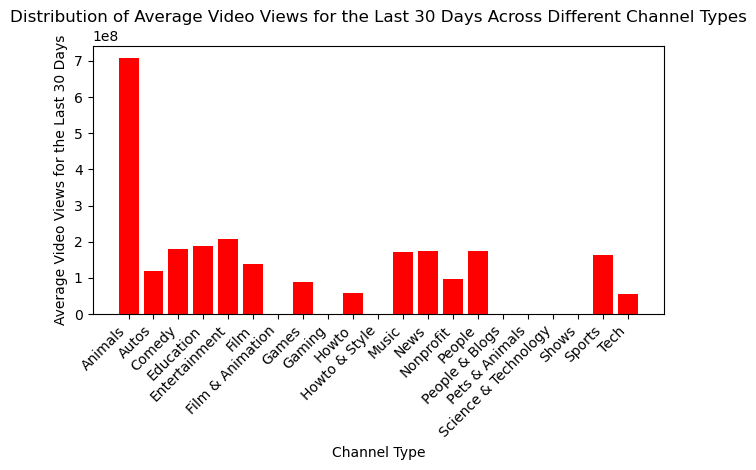 Distribution of Average Video Views for the Last 30 Days Across Different Channel Types
1e8
Average Video Views for the Last 30 Days
7
6
5
4
3
2
1
0
Animals
Autos
Comedy
Education
Entertainment
Film
Film & Animation
Games
Gaming
Howto
Howto & Style
Music
News
Nonprofit
People
People & Blogs
Pets & Animals
Science & Technology
Shows
Sports
Tech
Channel Type